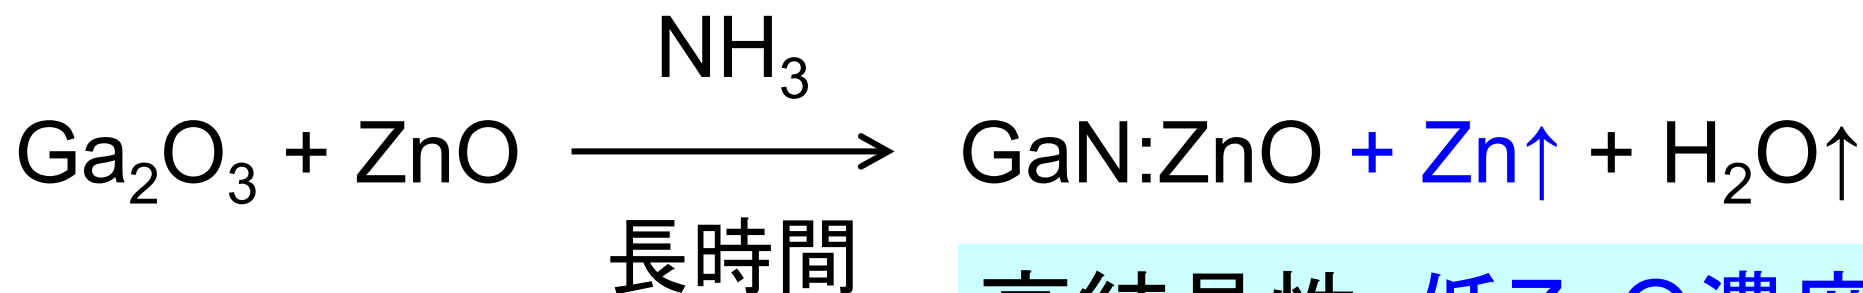 NH₃
Ga₂O₃ + ZnO → GaN:ZnO + Zn↑ + H₂O↑
長時間